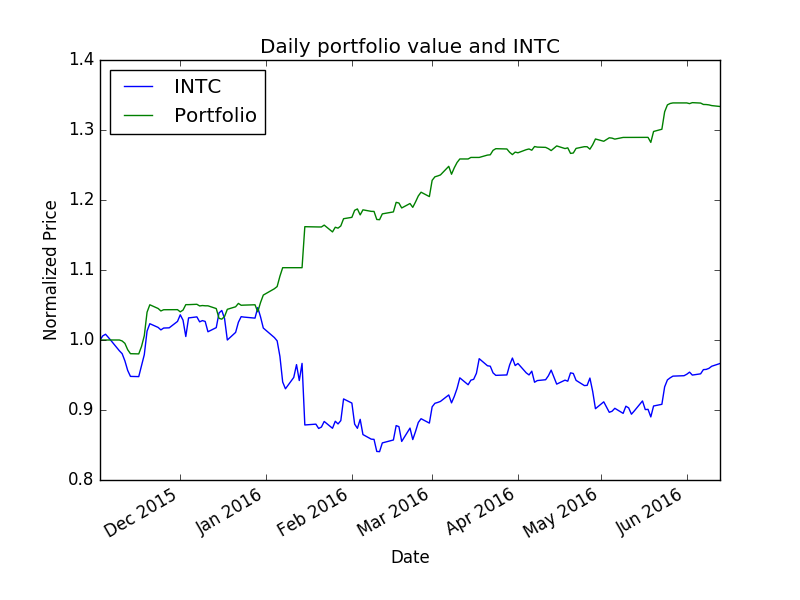 Daily portfolio value and INTC
INTC
Portfolio
1.4
1.3
1.2
1.1
1.0
0.9
0.8
Normalized Price
Dec 2015
Jan 2016
Feb 2016
Mar 2016
Apr 2016
May 2016
Jun 2016
Date